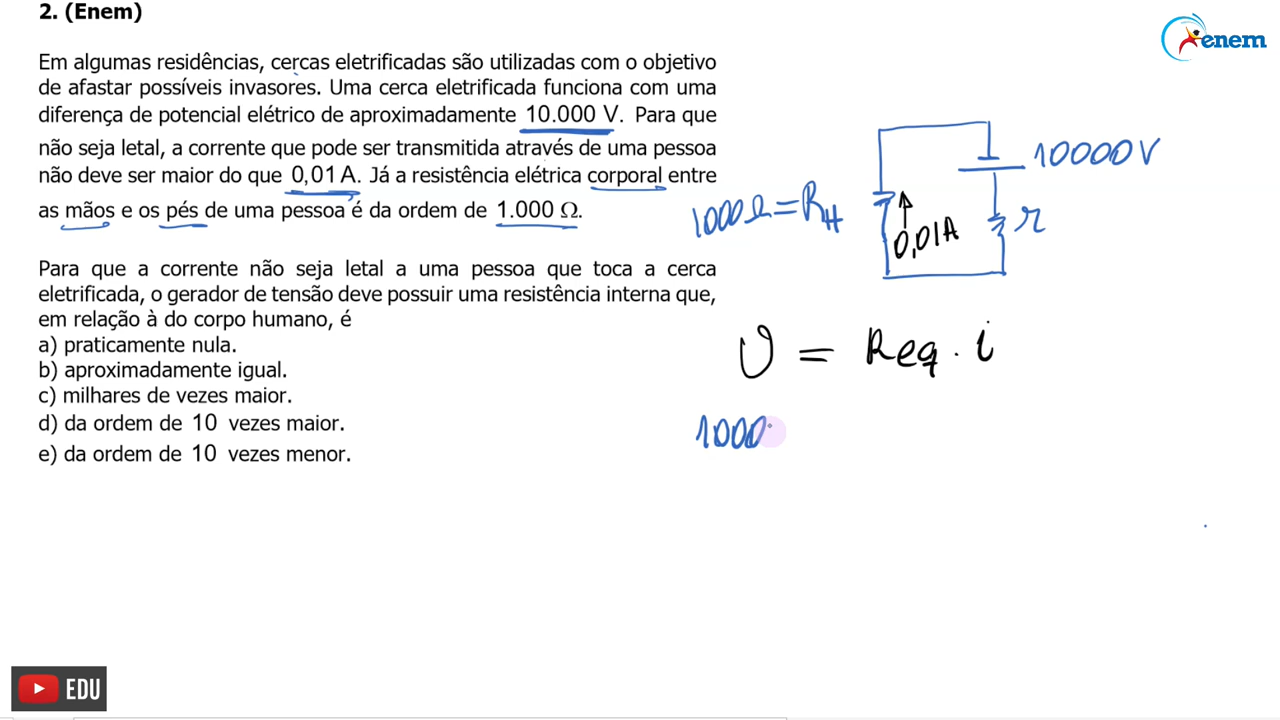 2. (Enem)
Em algumas residências, cercas eletrificadas são utilizadas com o objetivo
de afastar possíveis invasores. Uma cerca eletrificada funciona com uma
diferença de potencial elétrico de aproximadamente 10.000 V. Para que
não seja letal, a corrente que pode ser transmitida através de uma pessoa
não deve ser maior do que 0,01 A. Já a resistência elétrica corporal entre
as mãos e os pés de uma pessoa é da ordem de 1.000 Ω.
Para que a corrente não seja letal a uma pessoa que toca a cerca
eletrificada, o gerador de tensão deve possuir uma resistência interna que,
em relação à do corpo humano, é
a) praticamente nula.
b) aproximadamente igual.
c) milhares de vezes maior.
d) da ordem de 10 vezes maior.
e) da ordem de 10 vezes menor.
enem
10000V
1000Ω=RH
0,01A
r
U = Req. i
1000
EDU